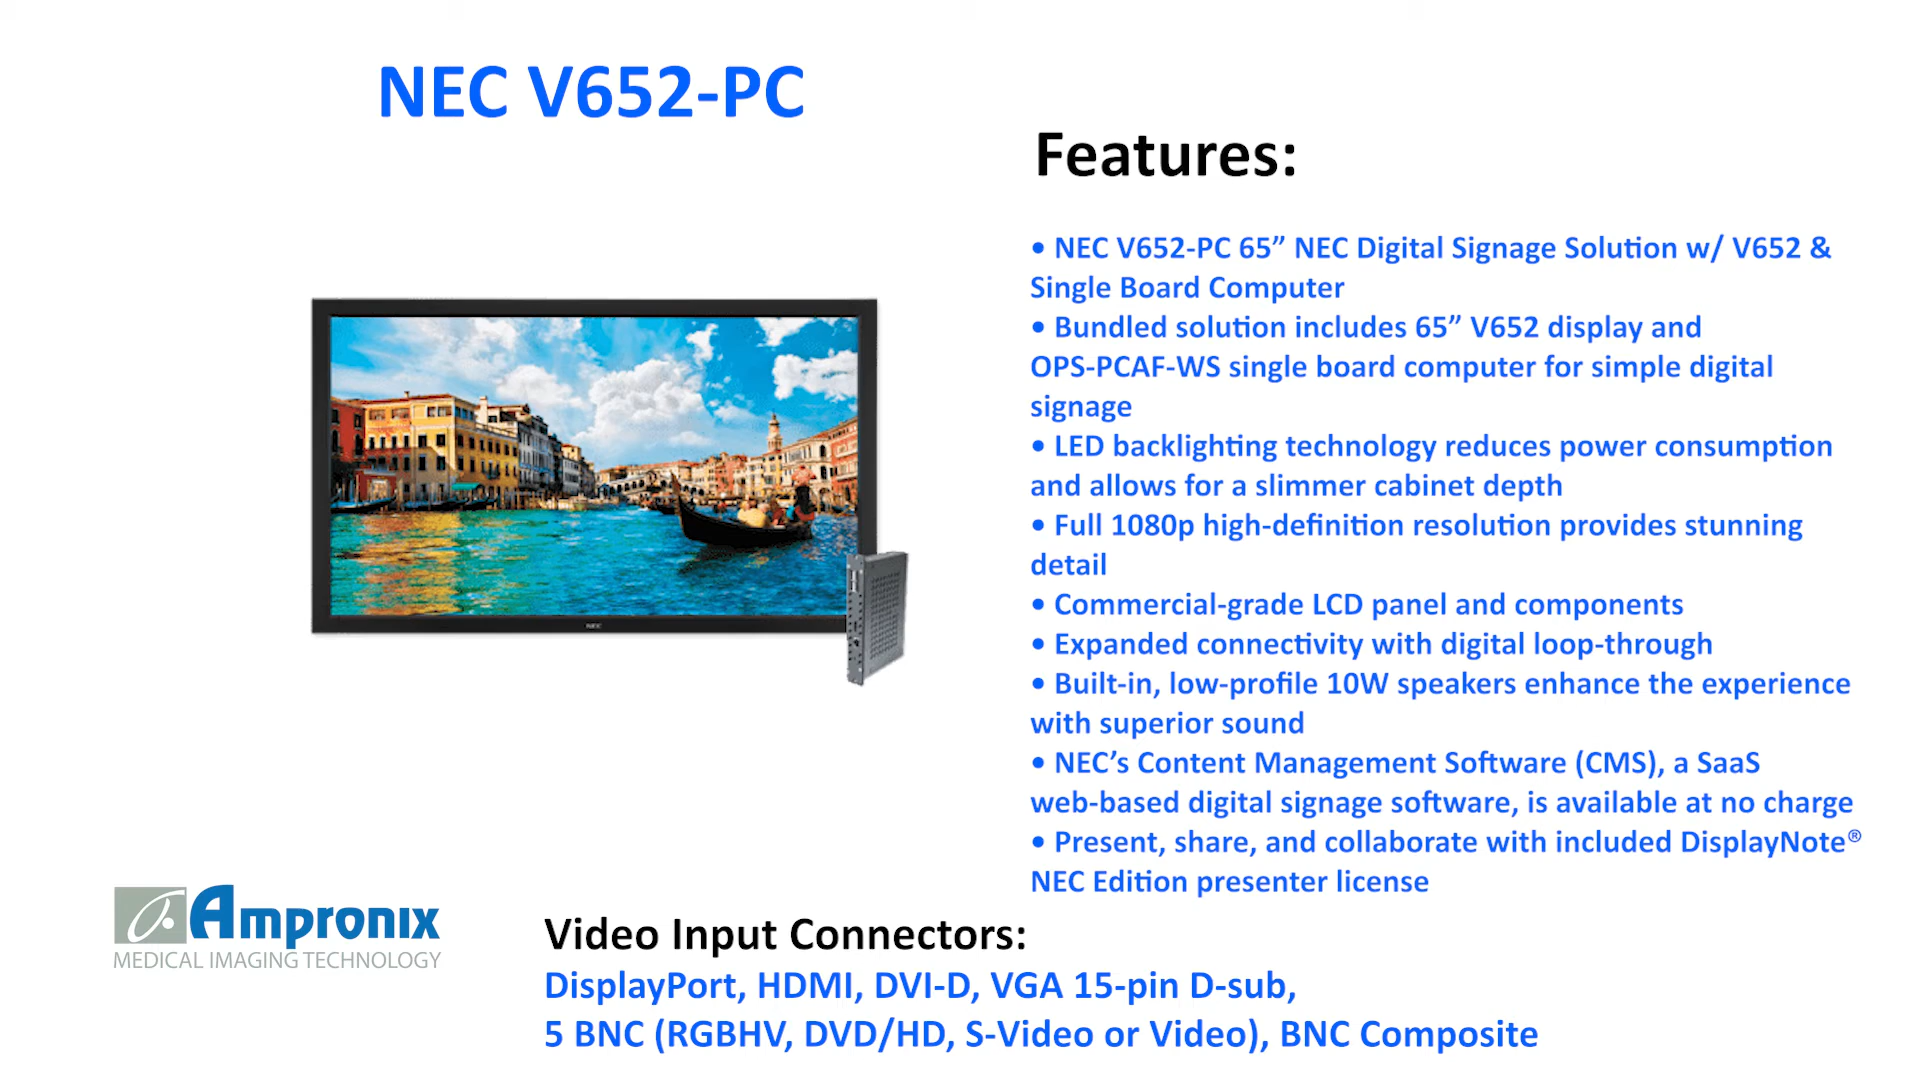 NEC V652-PC
Features:
• NEC V652-PC 65” NEC Digital Signage Solution w/ V652 &
Single Board Computer
• Bundled solution includes 65” V652 display and
OPS-PCAF-WS single board computer for simple digital
signage
• LED backlighting technology reduces power consumption
and allows for a slimmer cabinet depth
• Full 1080p high-definition resolution provides stunning
detail
• Commercial-grade LCD panel and components
• Expanded connectivity with digital loop-through
• Built-in, low-profile 10W speakers enhance the experience
with superior sound
• NEC’s Content Management Software (CMS), a SaaS
web-based digital signage software, is available at no charge
• Present, share, and collaborate with included DisplayNote®
NEC Edition presenter license
NEC
Ampronix
MEDICAL IMAGING TECHNOLOGY
Video Input Connectors:
DisplayPort, HDMI, DVI-D, VGA 15-pin D-sub,
5 BNC (RGBHV, DVD/HD, S-Video or Video), BNC Composite